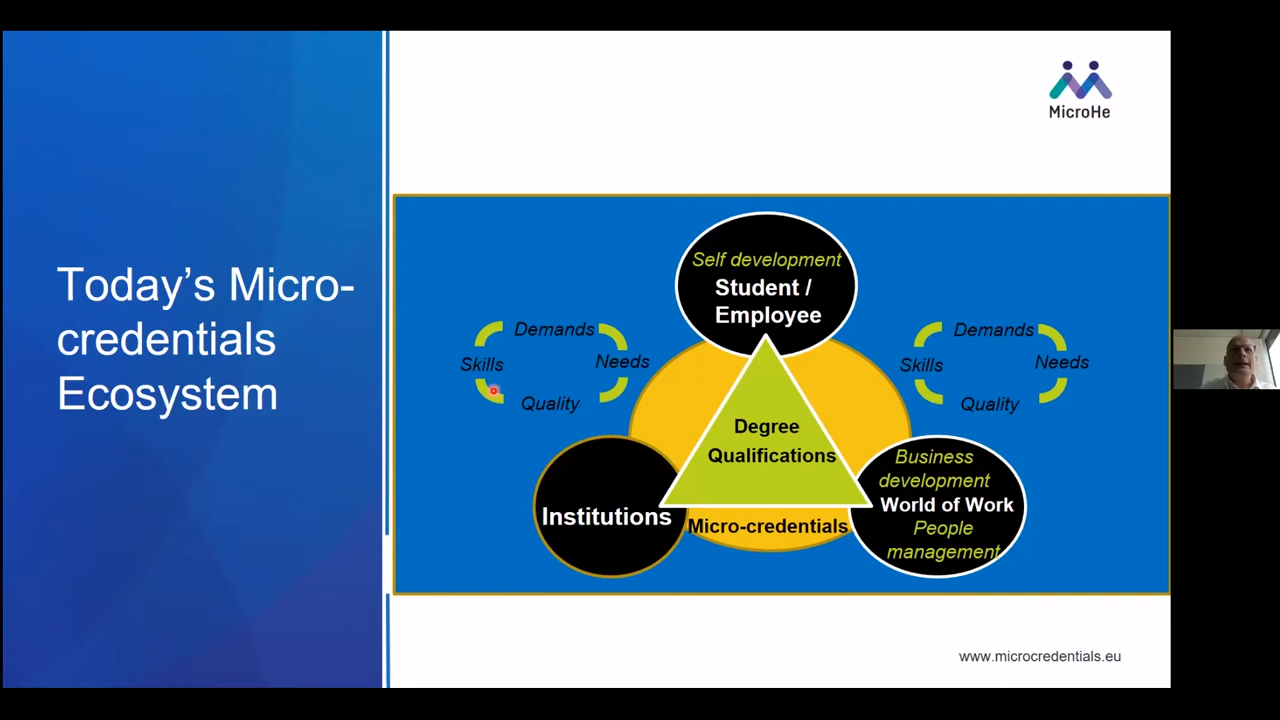 MicroHe
Today’s Micro-
credentials
Ecosystem
Self development
Student /
Employee
Demands
Skills
Needs
Quality
Demands
Skills
Needs
Quality
Degree
Qualifications
Institutions
Micro-credentials
Business
development
World of Work
People
management
www.microcredentials.eu